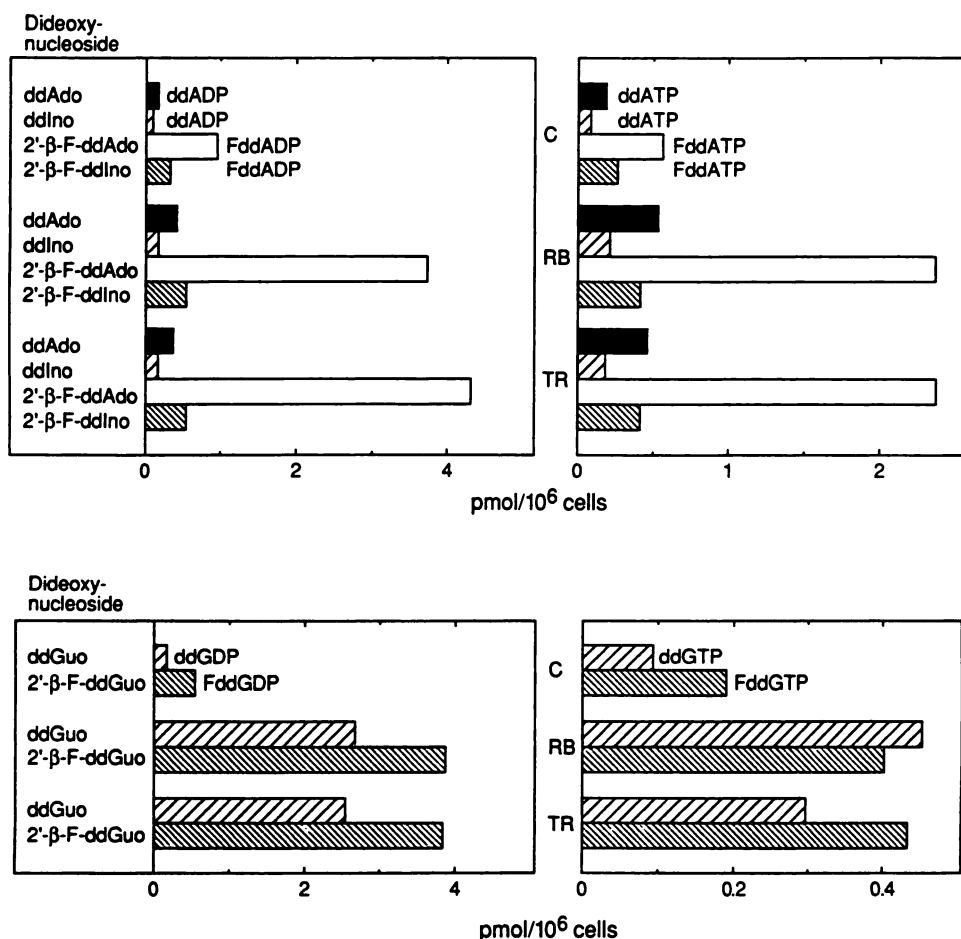 Dideoxy-
nucleoside
ddAdo ddADP ddATP
ddIno ddADP ddATP
C
2'-β-F-ddAdo FddADP FddATP
2'-β-F-ddIno FddADP FddATP
ddAdo
ddIno
RB
2'-β-F-ddAdo
2'-β-F-ddIno
ddAdo
ddIno
TR
2'-β-F-ddAdo
2'-β-F-ddIno
0 2 4 0 1 2
pmol/10⁶ cells
Dideoxy-
nucleoside
ddGuo ddGDP C ddGTP
2'-β-F-ddGuo FddGDP FddGTP
ddGuo RB
2'-β-F-ddGuo
ddGuo TR
2'-β-F-ddGuo
0 2 4 0 0.2 0.4
pmol/10⁶ cells